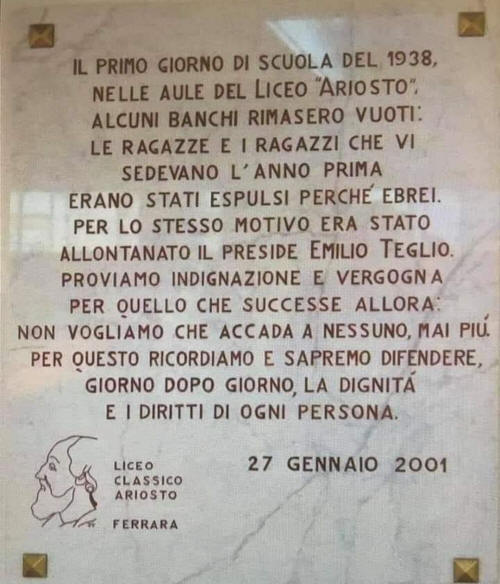 IL PRIMO GIORNO DI SCUOLA DEL 1938,
NELLE AULE DEL LICEO "ARIOSTO",
ALCUNI BANCHI RIMASERO VUOTI:
LE RAGAZZE E I RAGAZZI CHE VI
SEDEVANO L'ANNO PRIMA
ERANO STATI ESPULSI PERCHÉ EBREI.
PER LO STESSO MOTIVO ERA STATO
ALLONTANATO IL PRESIDE EMILIO TEGLIO.
PROVIAMO INDIGNAZIONE E VERGOGNA
PER QUELLO CHE SUCCESSE ALLORA:
NON VOGLIAMO CHE ACCADA A NESSUNO, MAI PIÚ.
PER QUESTO RICORDIAMO E SAPREMO DIFENDERE,
GIORNO DOPO GIORNO, LA DIGNITÁ
E I DIRITTI DI OGNI PERSONA.
LICEO
CLASSICO
ARIOSTO
FERRARA
27 GENNAIO 2001